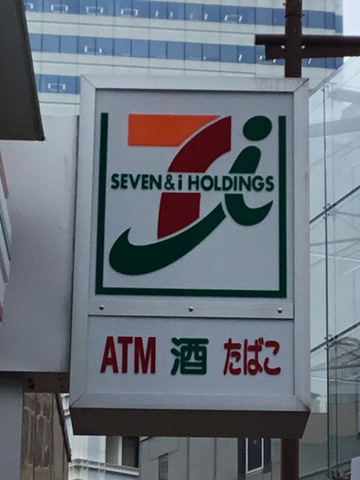 SEVEN & i HOLDINGS
ATM 酒 たばこ